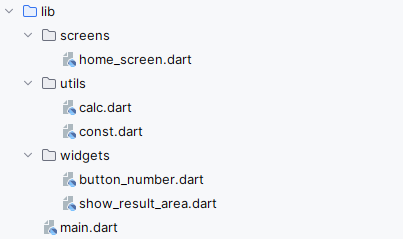 lib
screens
home_screen.dart
utils
calc.dart
const.dart
widgets
button_number.dart
show_result_area.dart
main.dart